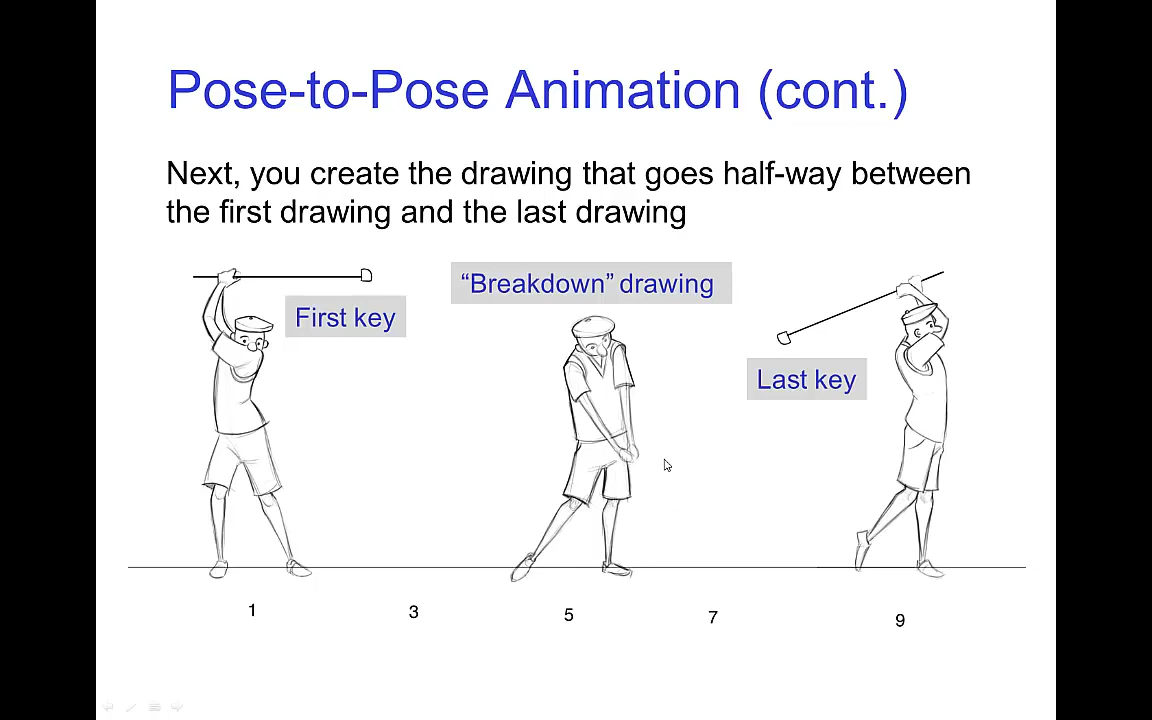 Pose-to-Pose Animation (cont.)
Next, you create the drawing that goes half-way between
the first drawing and the last drawing
“Breakdown” drawing
First key
Last key
1 3 5 7 9